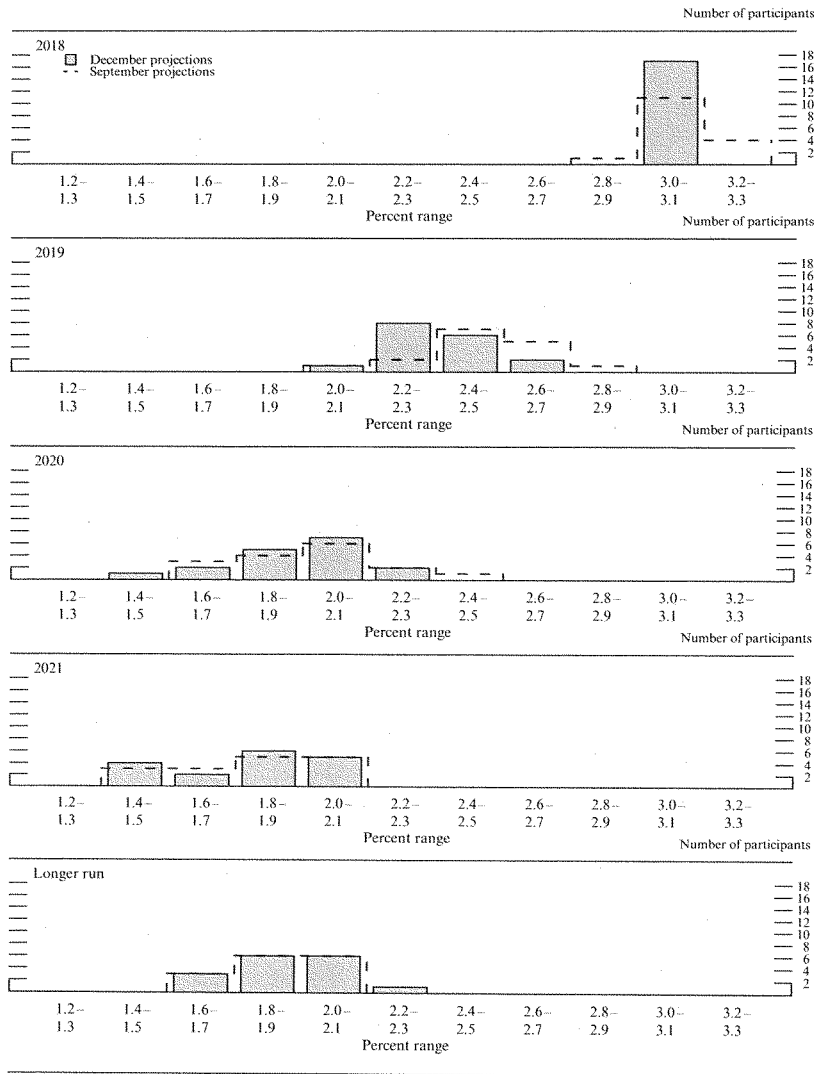 Number of participants
2018
December projections
September projections
18
16
14
12
10
8
6
4
2
1.2– 1.4– 1.6– 1.8– 2.0– 2.2– 2.4– 2.6– 2.8– 3.0– 3.2–
1.3 1.5 1.7 1.9 2.1 2.3 2.5 2.7 2.9 3.1 3.3
Percent range
Number of participants
2019
18
16
14
12
10
8
6
4
2
1.2– 1.4– 1.6– 1.8– 2.0– 2.2– 2.4– 2.6– 2.8– 3.0– 3.2–
1.3 1.5 1.7 1.9 2.1 2.3 2.5 2.7 2.9 3.1 3.3
Percent range
Number of participants
2020
18
16
14
12
10
8
6
4
2
1.2– 1.4– 1.6– 1.8– 2.0– 2.2– 2.4– 2.6– 2.8– 3.0– 3.2–
1.3 1.5 1.7 1.9 2.1 2.3 2.5 2.7 2.9 3.1 3.3
Percent range
Number of participants
2021
18
16
14
12
10
8
6
4
2
1.2– 1.4– 1.6– 1.8– 2.0– 2.2– 2.4– 2.6– 2.8– 3.0– 3.2–
1.3 1.5 1.7 1.9 2.1 2.3 2.5 2.7 2.9 3.1 3.3
Percent range
Number of participants
Longer run
18
16
14
12
10
8
6
4
2
1.2– 1.4– 1.6– 1.8– 2.0– 2.2– 2.4– 2.6– 2.8– 3.0– 3.2–
1.3 1.5 1.7 1.9 2.1 2.3 2.5 2.7 2.9 3.1 3.3
Percent range